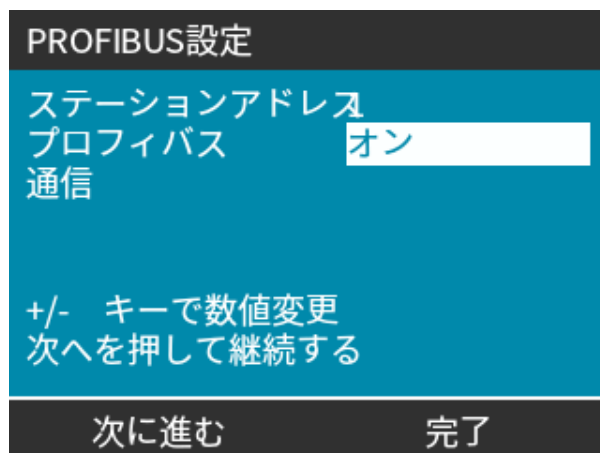 PROFIBUS設定
ステーションアドレス1
プロフィバス オン
通信
+/- キーで数値変更
次へを押して継続する
次に進む 完了